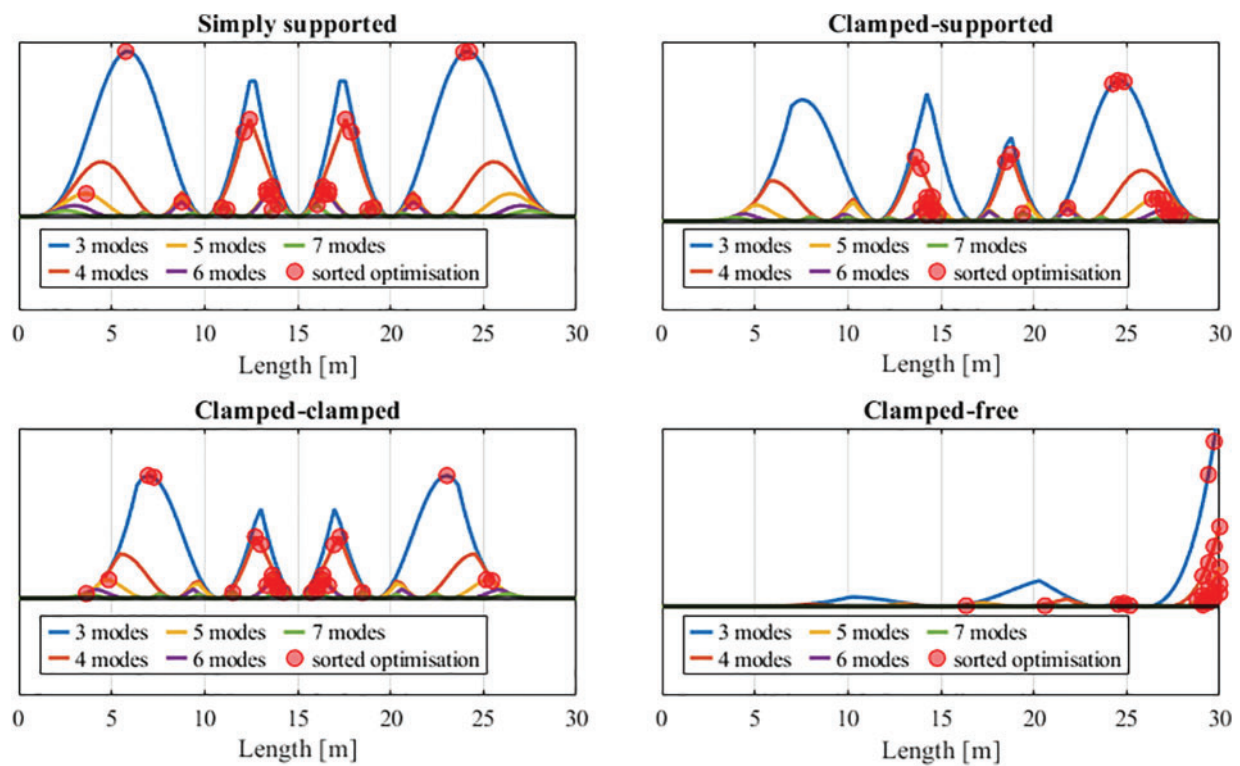 Simply supported
3 modes 5 modes 7 modes
4 modes 6 modes sorted optimisation
0 5 10 15 20 25 30
Length [m]
Clamped-supported
3 modes 5 modes 7 modes
4 modes 6 modes sorted optimisation
0 5 10 15 20 25 30
Length [m]
Clamped-clamped
3 modes 5 modes 7 modes
4 modes 6 modes sorted optimisation
0 5 10 15 20 25 30
Length [m]
Clamped-free
3 modes 5 modes 7 modes
4 modes 6 modes sorted optimisation
0 5 10 15 20 25 30
Length [m]